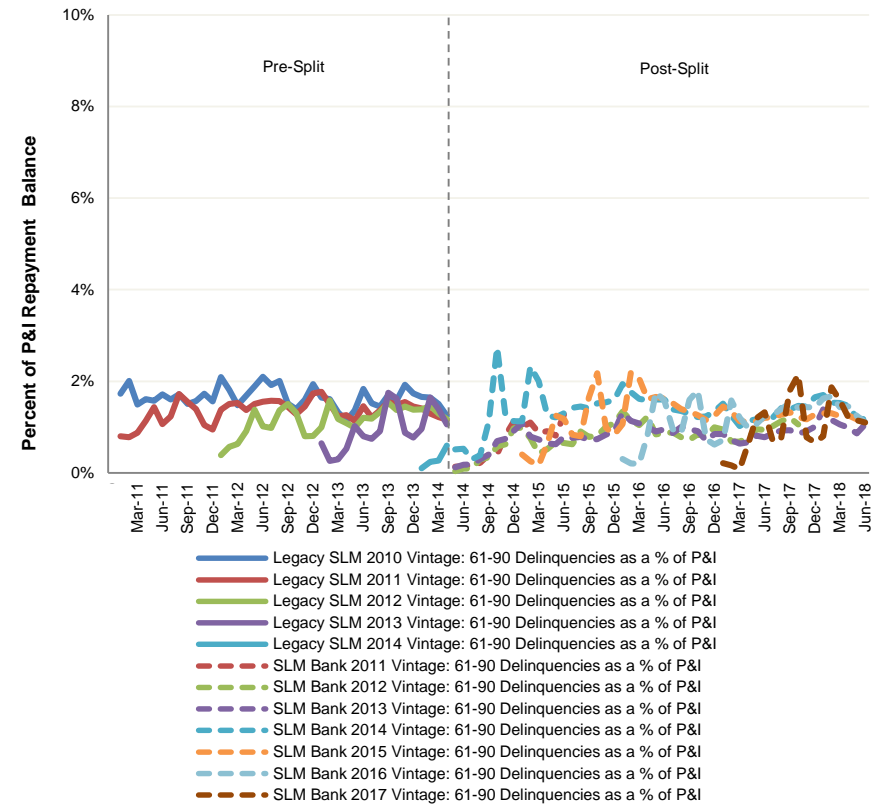 10%
8%
6%
4%
2%
0%
Percent of P&I Repayment Balance
Pre-Split
Post-Split
Mar-11
Jun-11
Sep-11
Dec-11
Mar-12
Jun-12
Sep-12
Dec-12
Mar-13
Jun-13
Sep-13
Dec-13
Mar-14
Jun-14
Sep-14
Dec-14
Mar-15
Jun-15
Sep-15
Dec-15
Mar-16
Jun-16
Sep-16
Dec-16
Mar-17
Jun-17
Sep-17
Dec-17
Mar-18
Jun-18
Legacy SLM 2010 Vintage: 61-90 Delinquencies as a % of P&I
Legacy SLM 2011 Vintage: 61-90 Delinquencies as a % of P&I
Legacy SLM 2012 Vintage: 61-90 Delinquencies as a % of P&I
Legacy SLM 2013 Vintage: 61-90 Delinquencies as a % of P&I
Legacy SLM 2014 Vintage: 61-90 Delinquencies as a % of P&I
SLM Bank 2011 Vintage: 61-90 Delinquencies as a % of P&I
SLM Bank 2012 Vintage: 61-90 Delinquencies as a % of P&I
SLM Bank 2013 Vintage: 61-90 Delinquencies as a % of P&I
SLM Bank 2014 Vintage: 61-90 Delinquencies as a % of P&I
SLM Bank 2015 Vintage: 61-90 Delinquencies as a % of P&I
SLM Bank 2016 Vintage: 61-90 Delinquencies as a % of P&I
SLM Bank 2017 Vintage: 61-90 Delinquencies as a % of P&I